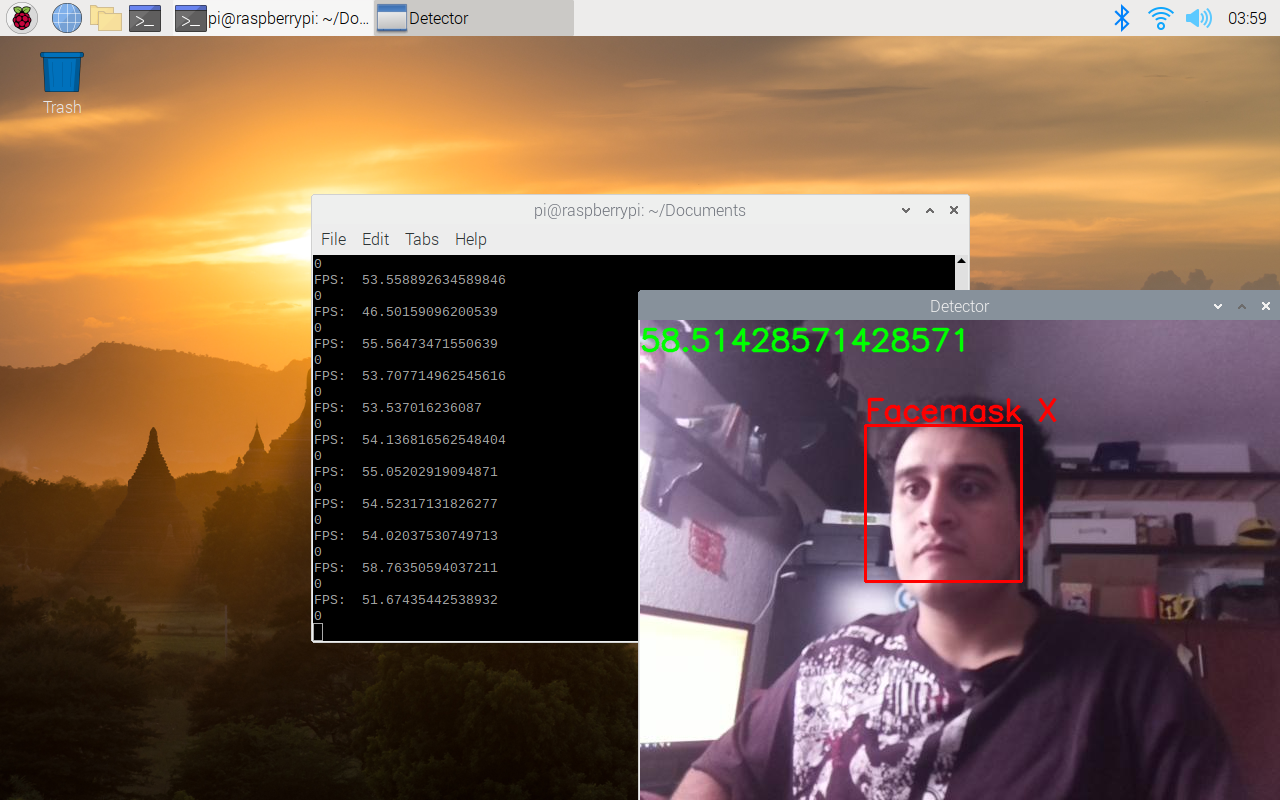 pi@raspberrypi: ~/Do...
Detector
03:59
Trash
pi@raspberrypi: ~/Documents
File Edit Tabs Help
0
FPS: 53.558892634589846
0
FPS: 46.50159096200539
0
FPS: 55.56473471550639
0
FPS: 53.707714962545616
0
FPS: 53.537016236087
0
FPS: 54.136816562548404
0
FPS: 55.05202919094871
0
FPS: 54.52317131826277
0
FPS: 54.02037530749713
0
FPS: 58.76350594037211
0
FPS: 51.67435442538932
0
Detector
58.51428571428571
Facemask X